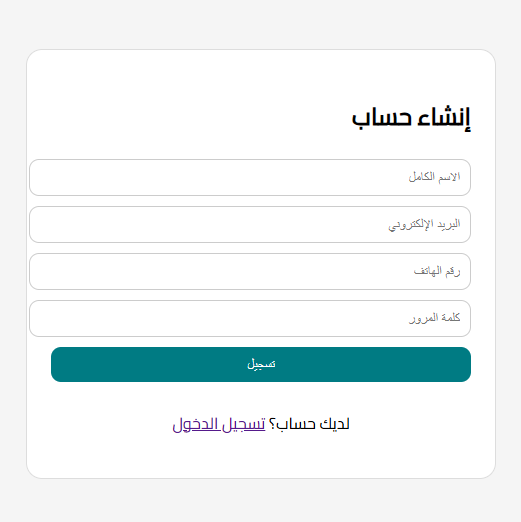 إنشاء حساب
الاسم الكامل
البريد الإلكتروني
رقم الهاتف
كلمة المرور
تسجيل
لديك حساب؟ تسجيل الدخول